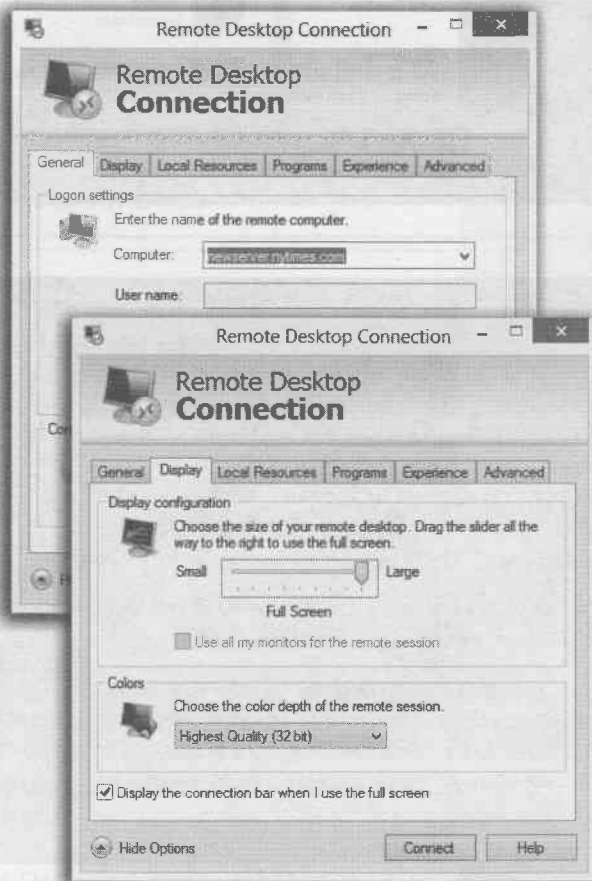 Remote Desktop Connection
Remote Desktop
Connection
General Display Local Resources Programs Experience Advanced
Logon settings
Enter the name of the remote computer.
Computer: newserver.nytimes.com
User name:
Remote Desktop Connection
Remote Desktop
Connection
General Display Local Resources Programs Experience Advanced
Display configuration
Choose the size of your remote desktop. Drag the slider all the
way to the right to use the full screen.
Small Large
Full Screen
Use all my monitors for the remote session
Colors
Choose the color depth of the remote session.
Highest Quality (32 bit)
Display the connection bar when I use the full screen
Hide Options Connect Help